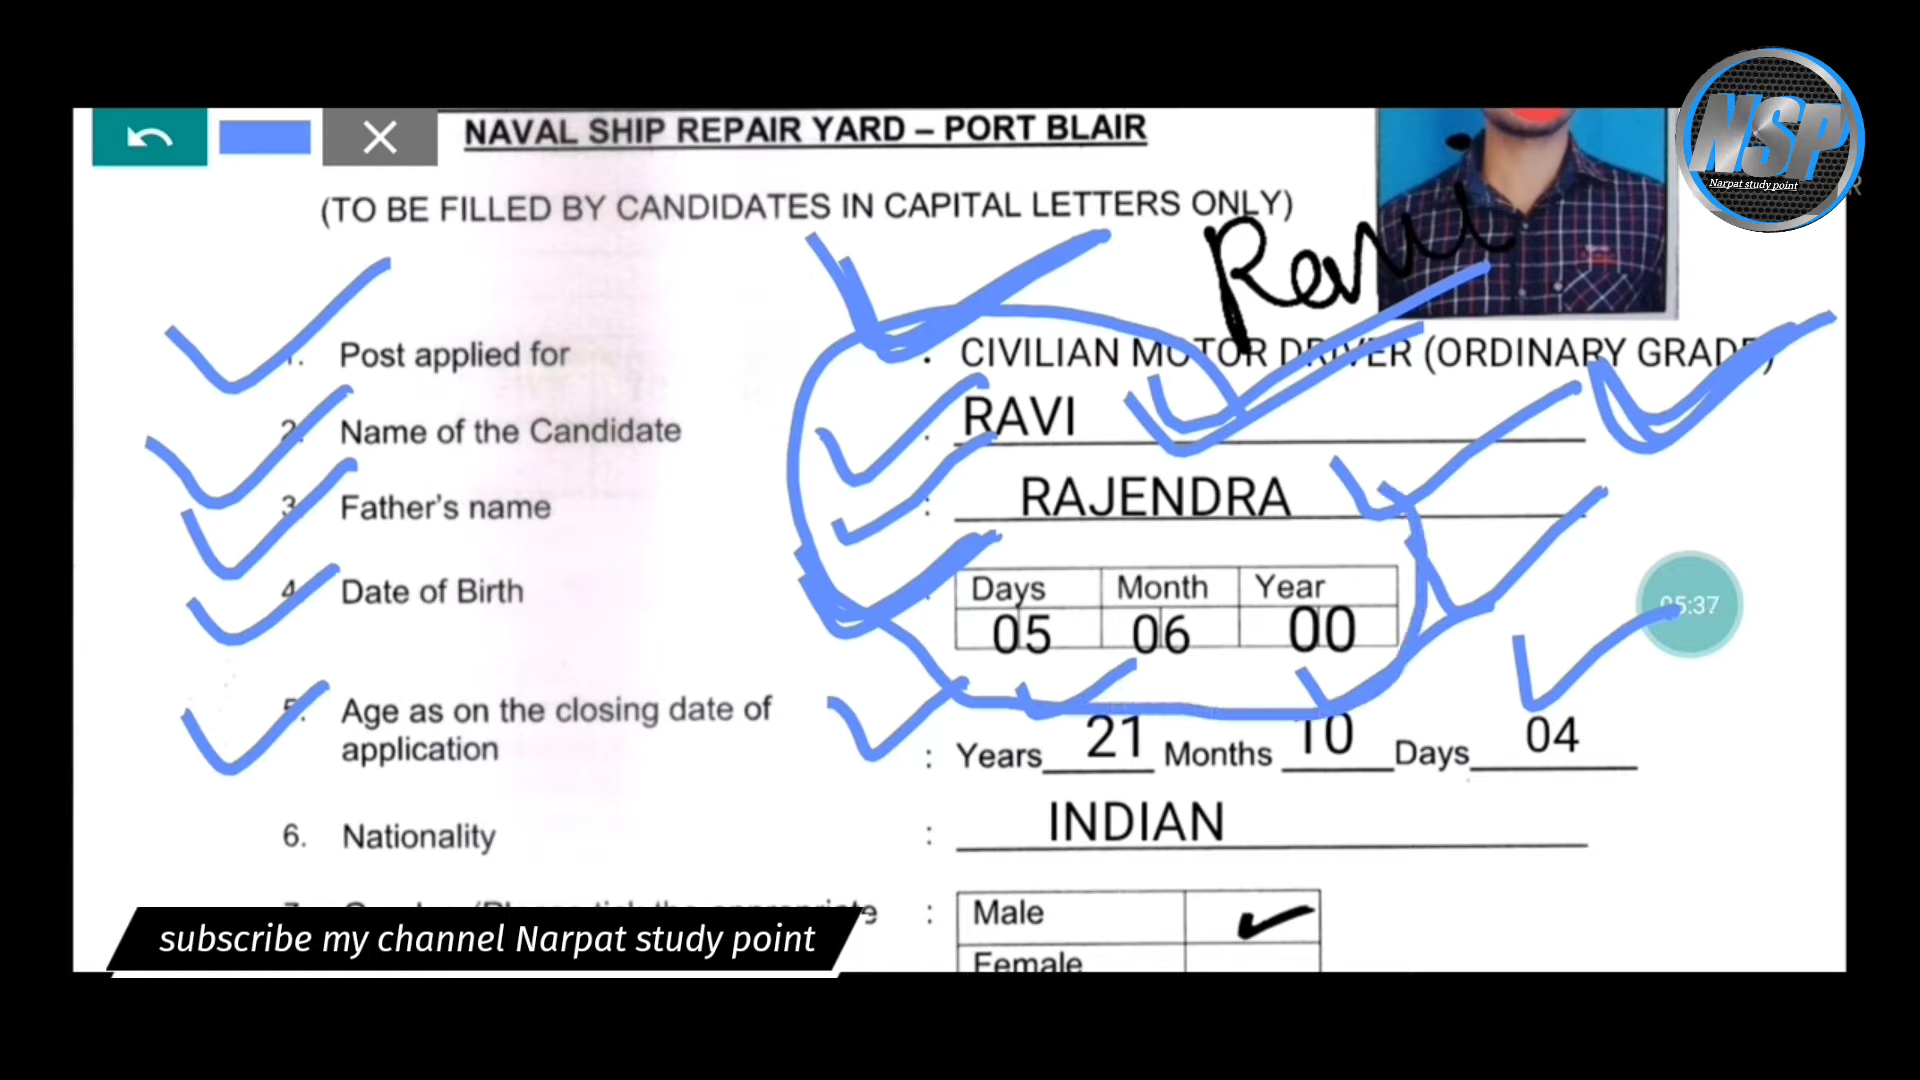 NAVAL SHIP REPAIR YARD – PORT BLAIR
NSP
Narpat study point
(TO BE FILLED BY CANDIDATES IN CAPITAL LETTERS ONLY)
Ravi
1. Post applied for : CIVILIAN MOTOR DRIVER (ORDINARY GRADE)
2. Name of the Candidate : RAVI
3. Father's name : RAJENDRA
4. Date of Birth : Days Month Year
05 06 00
05:37
5. Age as on the closing date of
application : Years 21 Months 10 Days 04
6. Nationality : INDIAN
: Male ✓
Female
subscribe my channel Narpat study point